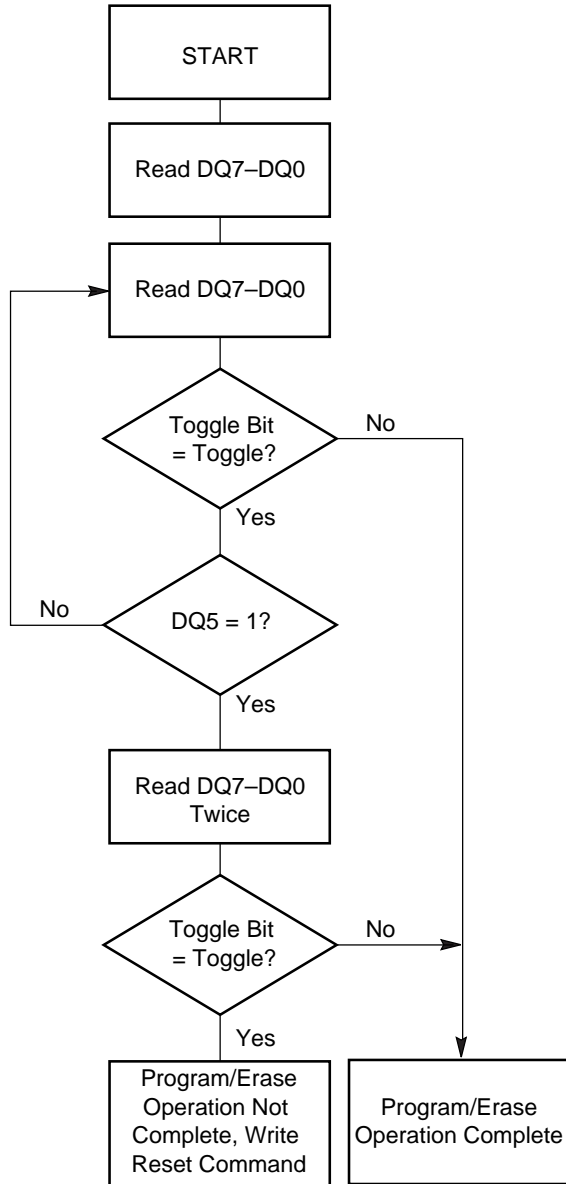 START
Read DQ7–DQ0
Read DQ7–DQ0
Toggle Bit
= Toggle?
No
Yes
No
DQ5 = 1?
Yes
Read DQ7–DQ0
Twice
Toggle Bit
= Toggle?
No
Yes
Program/Erase
Operation Not
Complete, Write
Reset Command
Program/Erase
Operation Complete